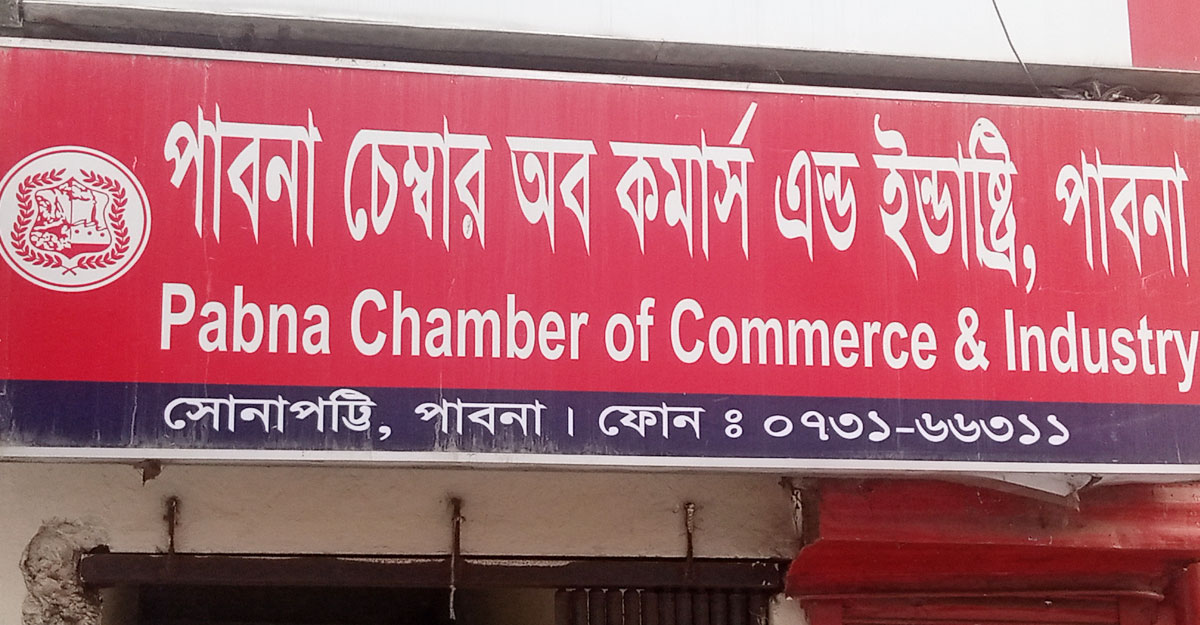 পাবনা চেম্বার অব কমার্স এন্ড ইন্ডাষ্ট্রি, পাবনা
Pabna Chamber of Commerce & Industry
সোনাপট্টি, পাবনা । ফোন ঃ ০৭৩১-৬৬৩১১